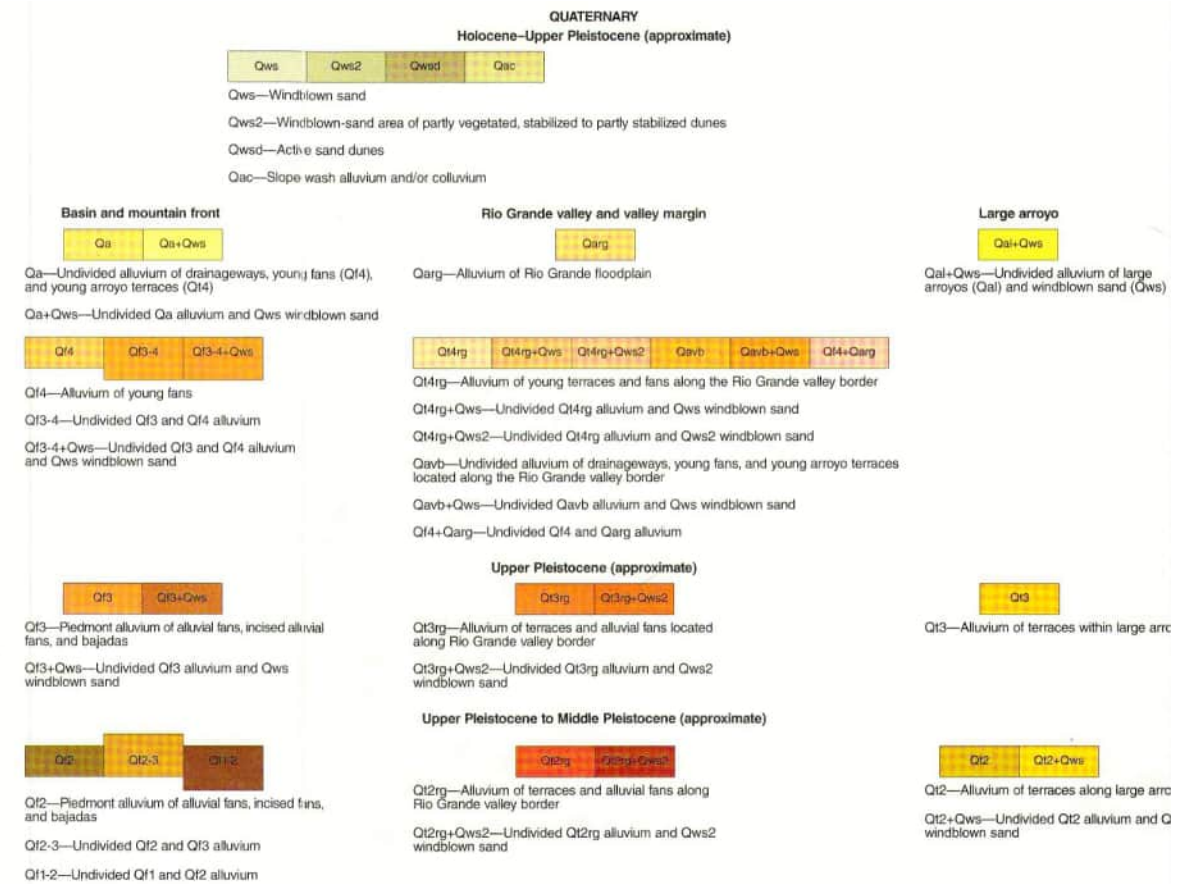 QUATERNARY
Holocene–Upper Pleistocene (approximate)
Qws Qws2 Qwsd Qac
Qws—Windblown sand
Qws2—Windblown-sand area of partly vegetated, stabilized to partly stabilized dunes
Qwsd—Active sand dunes
Qac—Slope wash alluvium and/or colluvium
Basin and mountain front
Qa Qa+Qws
Qa—Undivided alluvium of drainageways, young fans (Qf4),
and young arroyo terraces (Qt4)
Qa+Qws—Undivided Qa alluvium and Qws windblown sand
Rio Grande valley and valley margin
Qarg
Qarg—Alluvium of Rio Grande floodplain
Large arroyo
Qal+Qws
Qal+Qws—Undivided alluvium of large
arroyos (Qal) and windblown sand (Qws)
Qf4 Qf3-4 Qf3-4+Qws
Qf4—Alluvium of young fans
Qf3-4—Undivided Qf3 and Qf4 alluvium
Qf3-4+Qws—Undivided Qf3 and Qf4 alluvium
and Qws windblown sand
Qt4rg Qt4rg+Qws Qt4rg+Qws2 Qavb Qavb+Qws Qf4+Qarg
Qt4rg—Alluvium of young terraces and fans along the Rio Grande valley border
Qt4rg+Qws—Undivided Qt4rg alluvium and Qws windblown sand
Qt4rg+Qws2—Undivided Qt4rg alluvium and Qws2 windblown sand
Qavb—Undivided alluvium of drainageways, young fans, and young arroyo terraces
located along the Rio Grande valley border
Qavb+Qws—Undivided Qavb alluvium and Qws windblown sand
Qf4+Qarg—Undivided Qf4 and Qarg alluvium
Upper Pleistocene (approximate)
Qf3 Qf3+Qws
Qf3—Piedmont alluvium of alluvial fans, incised alluvial
fans, and bajadas
Qf3+Qws—Undivided Qf3 alluvium and Qws
windblown sand
Qt3rg Qt3rg+Qws2
Qt3rg—Alluvium of terraces and alluvial fans located
along Rio Grande valley border
Qt3rg+Qws2—Undivided Qt3rg alluvium and Qws2
windblown sand
Qt3
Qt3—Alluvium of terraces within large arro
Upper Pleistocene to Middle Pleistocene (approximate)
Qf2 Qf2-3 Qf1-2
Qf2—Piedmont alluvium of alluvial fans, incised fans,
and bajadas
Qf2-3—Undivided Qf2 and Qf3 alluvium
Qf1-2—Undivided Qf1 and Qf2 alluvium
Qt2rg Qt2rg+Qws2
Qt2rg—Alluvium of terraces and alluvial fans along
Rio Grande valley border
Qt2rg+Qws2—Undivided Qt2rg alluvium and Qws2
windblown sand
Qt2 Qt2+Qws
Qt2—Alluvium of terraces along large arro
Qt2+Qws—Undivided Qt2 alluvium and Q
windblown sand